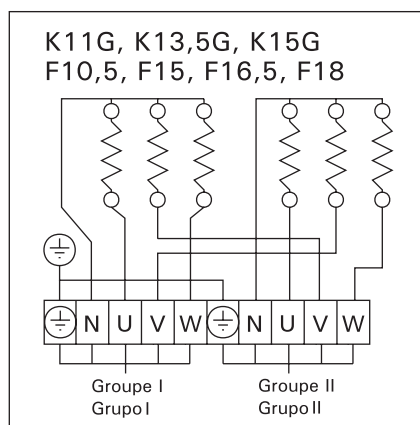 K11G, K13,5G, K15G
F10,5, F15, F16,5, F18
N U V W N U V W
Groupe I Groupe II
Grupo I Grupo II